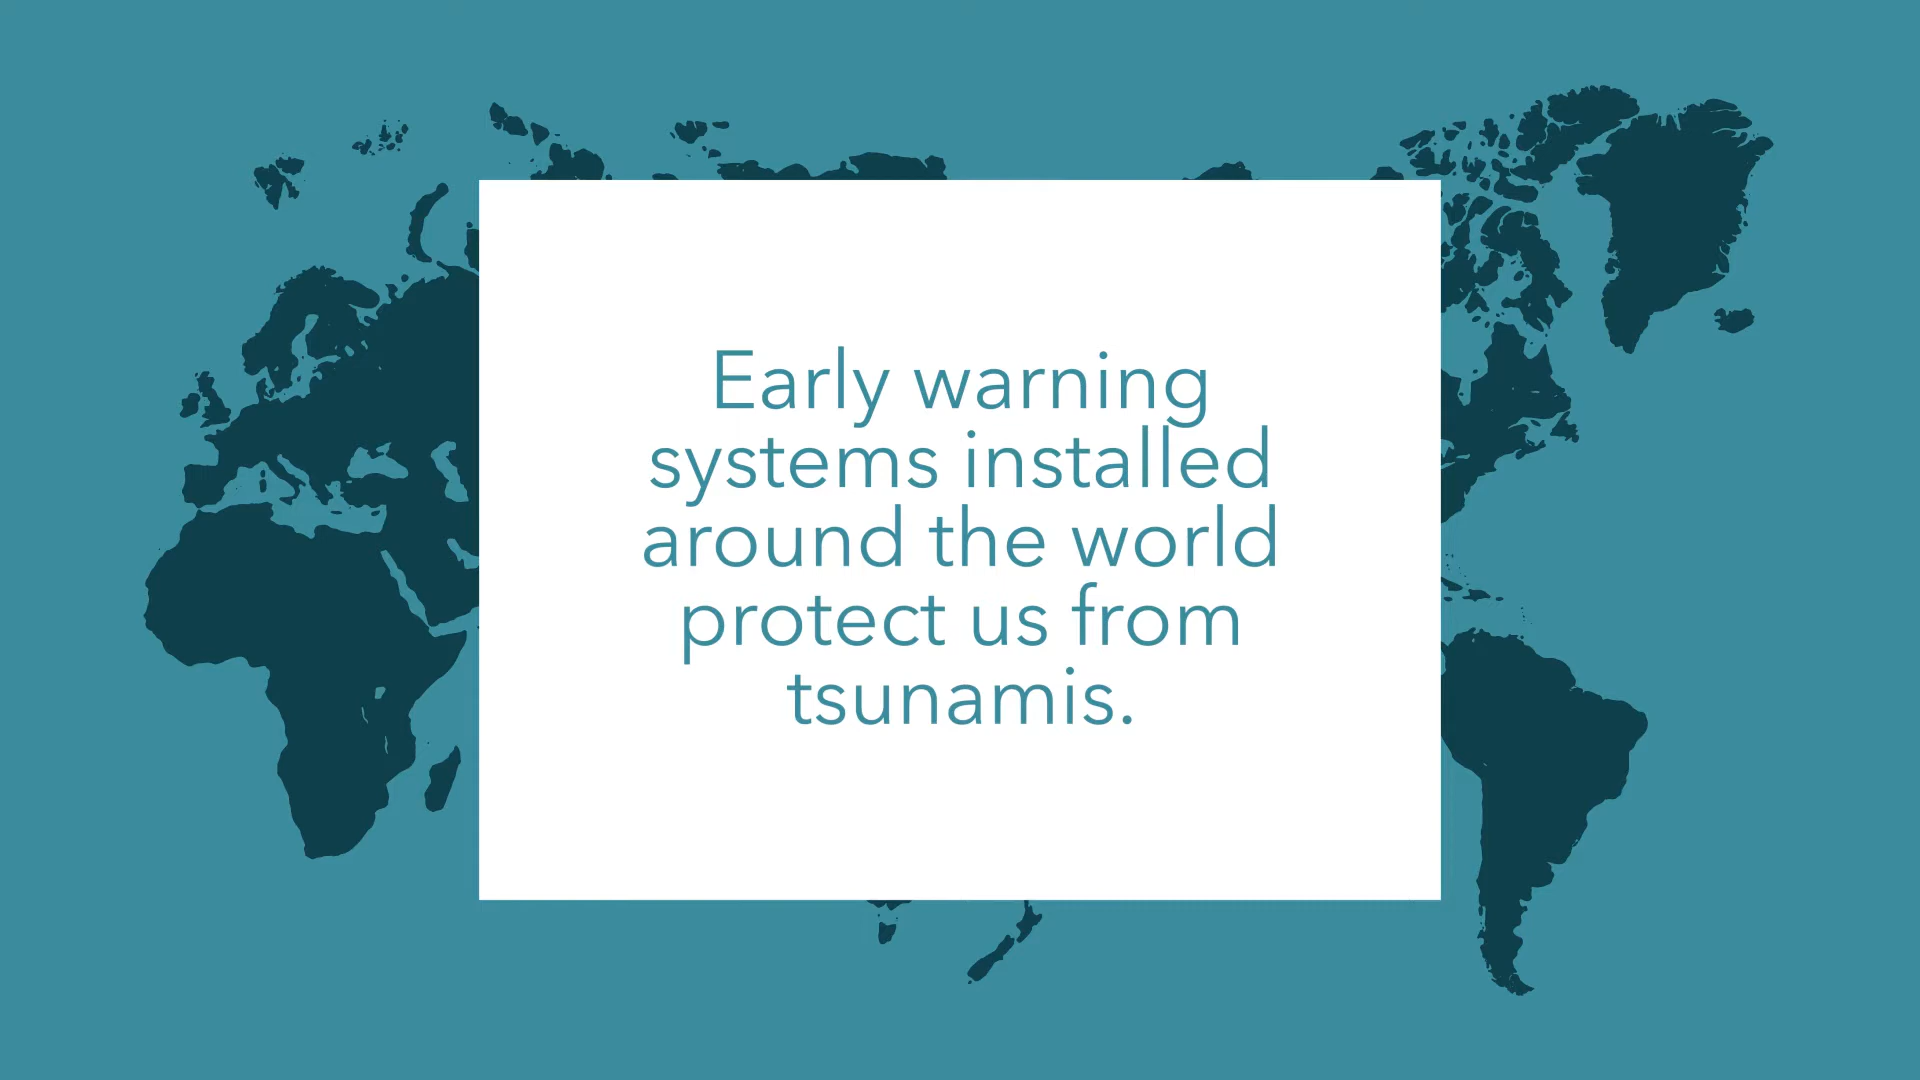 Early warning
systems installed
around the world
protect us from
tsunamis.